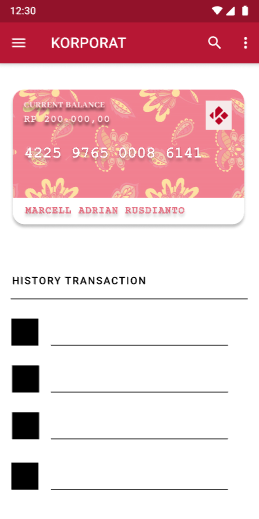 12:30
KORPORAT
CURRENT BALANCE
RP 200.000,00
4225 9765 0008 6141
MARCELL ADRIAN RUSDIANTO
HISTORY TRANSACTION